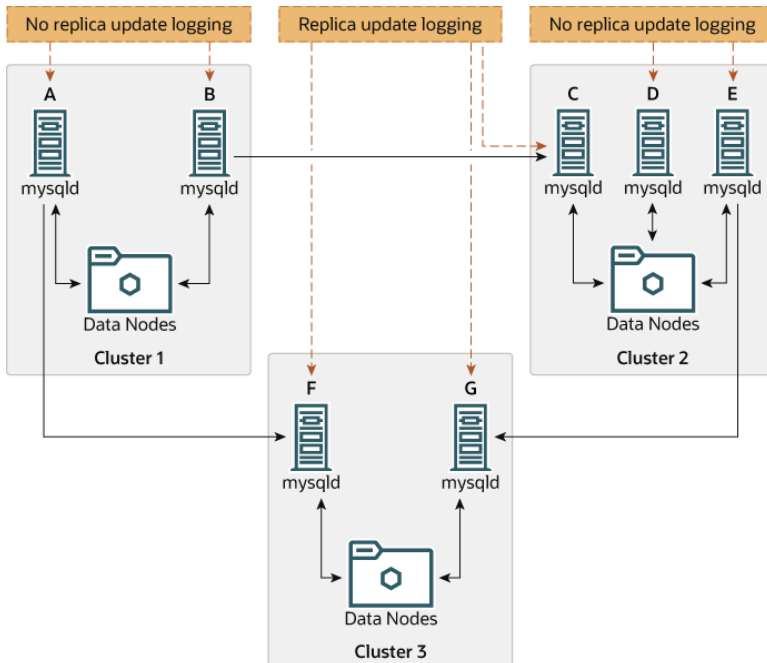 No replica update logging
Replica update logging
No replica update logging
A
B
C
D
E
mysqld
mysqld
mysqld
mysqld
mysqld
Data Nodes
Data Nodes
Cluster 1
Cluster 2
F
G
mysqld
mysqld
Data Nodes
Cluster 3